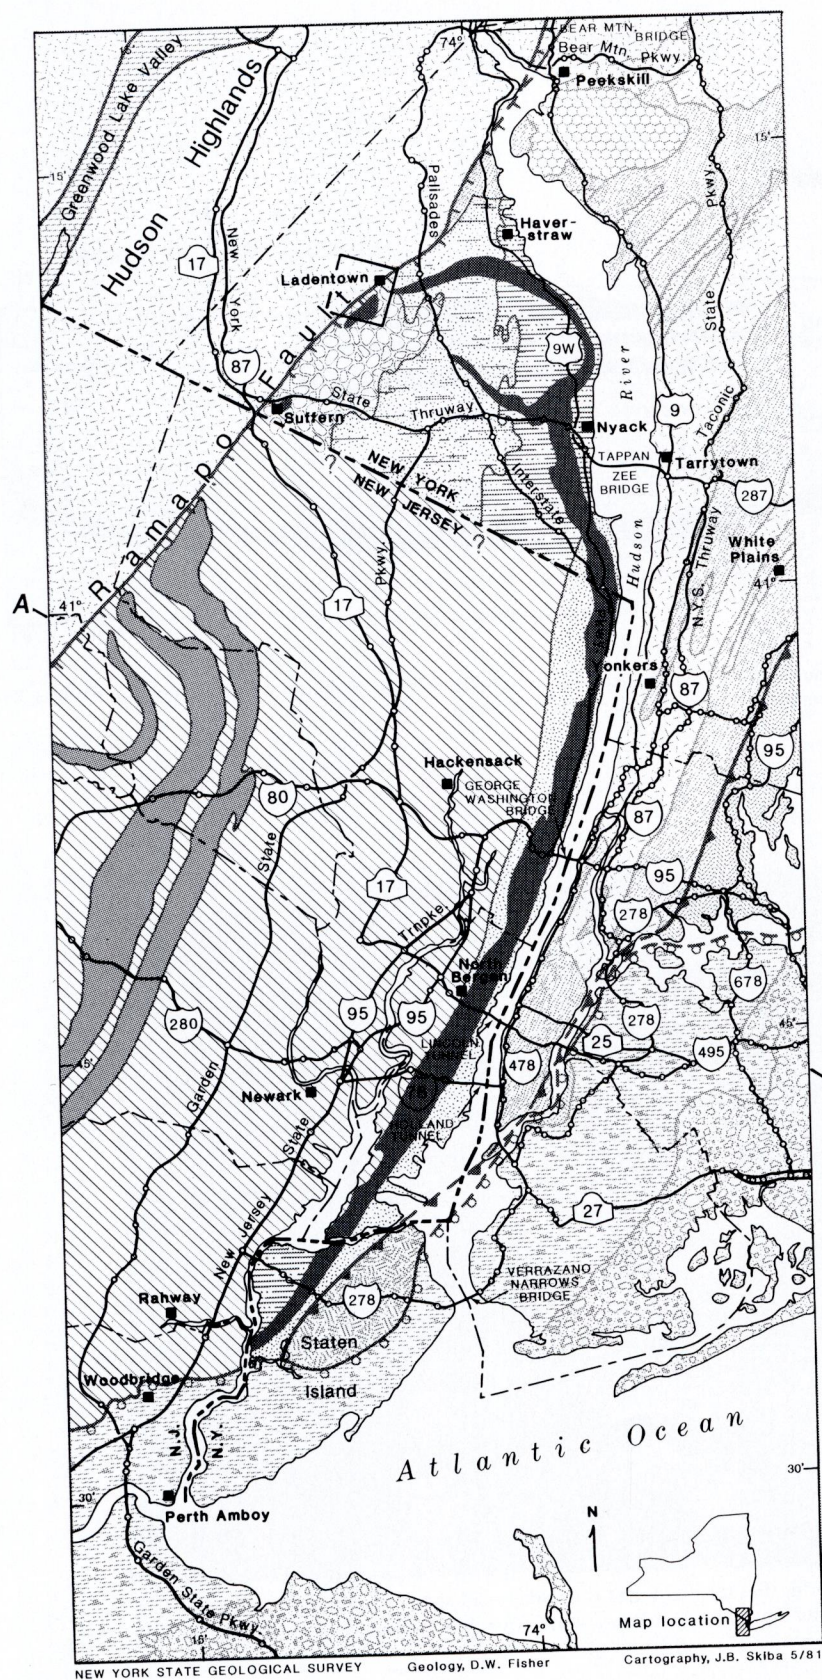 BEAR MTN.
BRIDGE
Bear Mtn. Pkwy.
74°
Peekskill
15'
15'
15'
Greenwood Lake Valley
Hudson Highlands
Palisades
Pkwy.
State
Taconic
Haver-
straw
17
New York
Ladentown
87
State
Thruway
Suffern
9W
River
9
Nyack
TAPPAN
ZEE
BRIDGE
Tarrytown
287
NEW YORK
NEW JERSEY
?
?
Interstate
Ramapo Fault
Hudson
N.Y.S. Thruway
White
Plains
41°
A
41°
17
Pkwy.
Yonkers
87
95
Hackensack
GEORGE
WASHINGTON
BRIDGE
80
State
87
95
17
278
Trnpke.
North
Bergen
678
280
95
95
278
45'
25
495
LINCOLN
TUNNEL
478
45'
Garden
Newark
78
HOLLAND
TUNNEL
State
27
New Jersey
VERRAZANO
NARROWS
BRIDGE
278
Rahway
Staten
Island
Woodbridge
N.J.
N.Y.
Atlantic Ocean
30'
30'
Perth Amboy
N
Garden State Pkwy.
Map location
15'
74°
NEW YORK STATE GEOLOGICAL SURVEY
Geology, D.W. Fisher
Cartography, J.B. Skiba 5/81